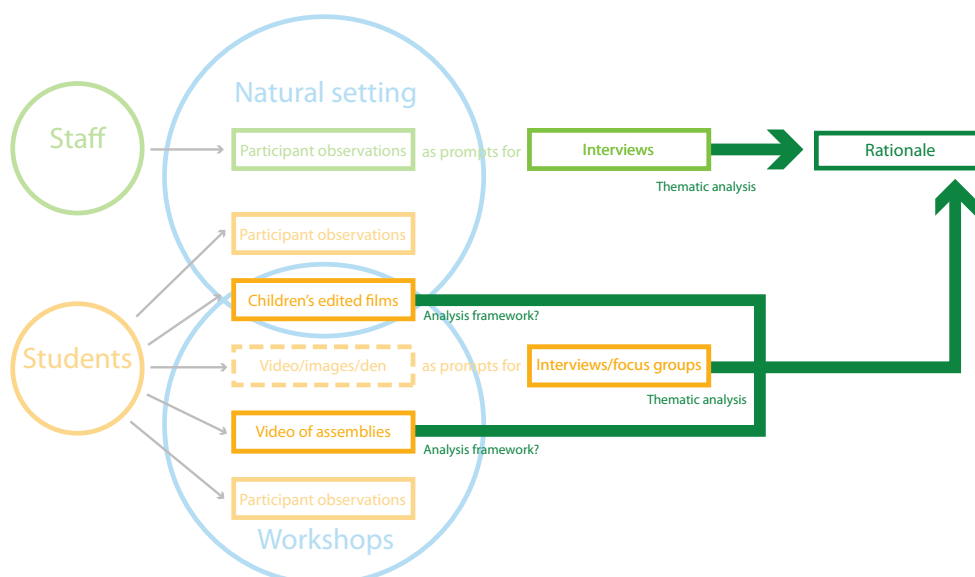 Natural setting
Staff
Participant observations
as prompts for
Interviews
Rationale
Thematic analysis
Participant observations
Children's edited films
Analysis framework?
Students
Video/images/den
as prompts for
Interviews/focus groups
Thematic analysis
Video of assemblies
Analysis framework?
Participant observations
Workshops